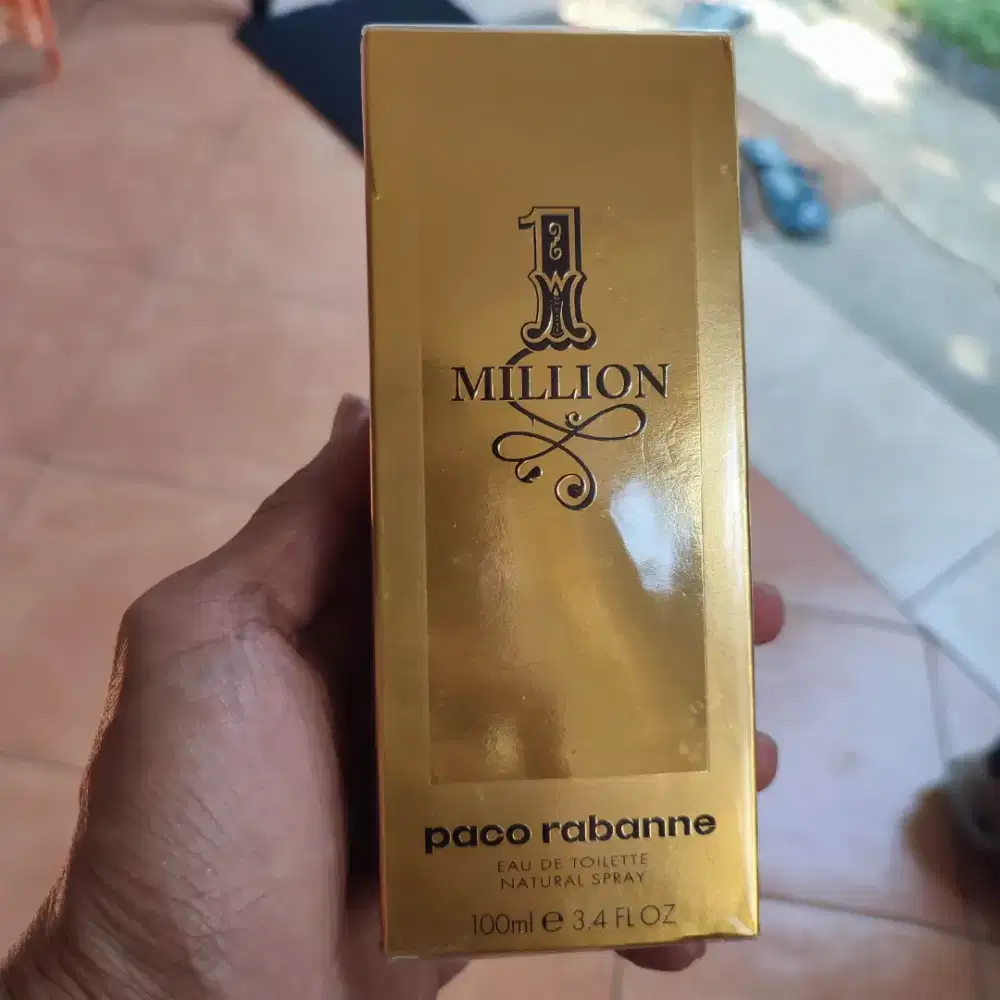 1
MILLION
paco rabanne
EAU DE TOILETTE
NATURAL SPRAY
100ml e 3.4 FL OZ